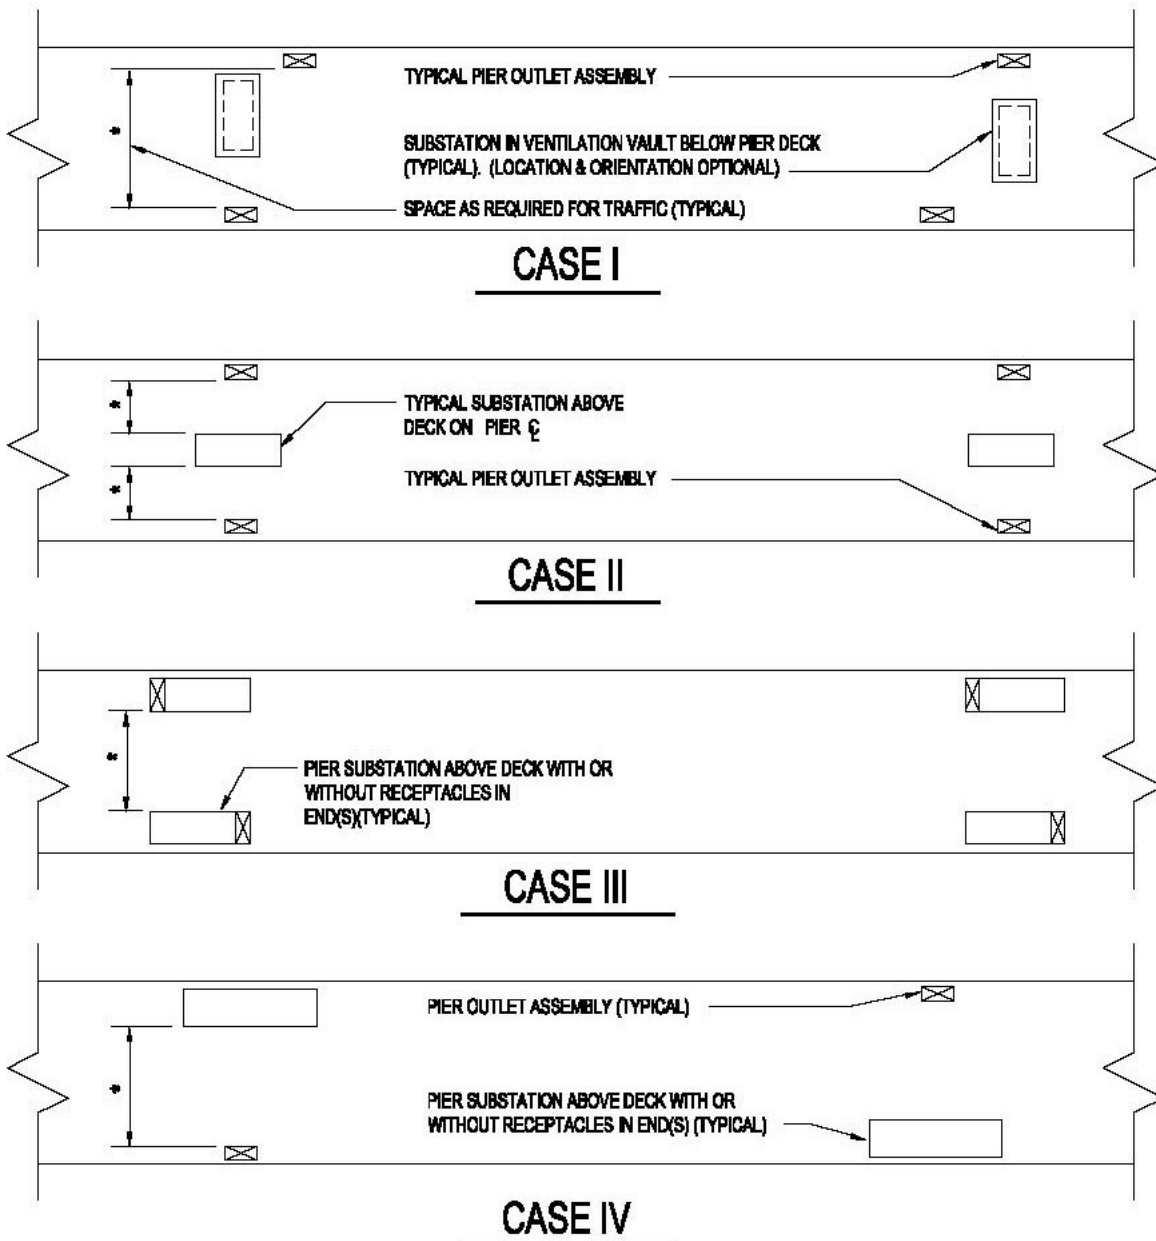 TYPICAL PIER OUTLET ASSEMBLY
*
SUBSTATION IN VENTILATION VAULT BELOW PIER DECK
(TYPICAL). (LOCATION & ORIENTATION OPTIONAL)
SPACE AS REQUIRED FOR TRAFFIC (TYPICAL)
CASE I
*
TYPICAL SUBSTATION ABOVE
DECK ON PIER ℄
*
TYPICAL PIER OUTLET ASSEMBLY
CASE II
*
PIER SUBSTATION ABOVE DECK WITH OR
WITHOUT RECEPTACLES IN
END(S)(TYPICAL)
CASE III
PIER OUTLET ASSEMBLY (TYPICAL)
*
PIER SUBSTATION ABOVE DECK WITH OR
WITHOUT RECEPTACLES IN END(S) (TYPICAL)
CASE IV